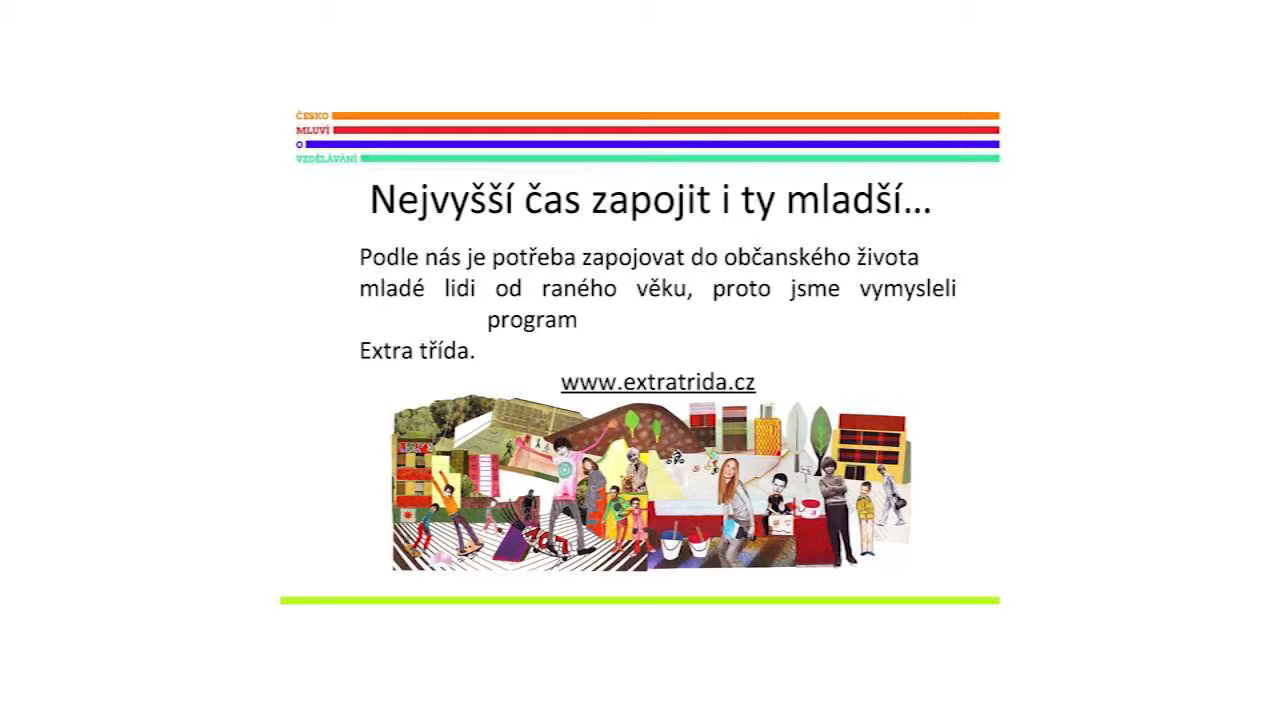 ČESKO
MLUVÍ
O
VZDĚLÁVÁNÍ
Nejvyšší čas zapojit i ty mladší...
Podle nás je potřeba zapojovat do občanského života
mladé lidi od raného věku, proto jsme vymysleli
program
Extra třída.
www.extratrida.cz